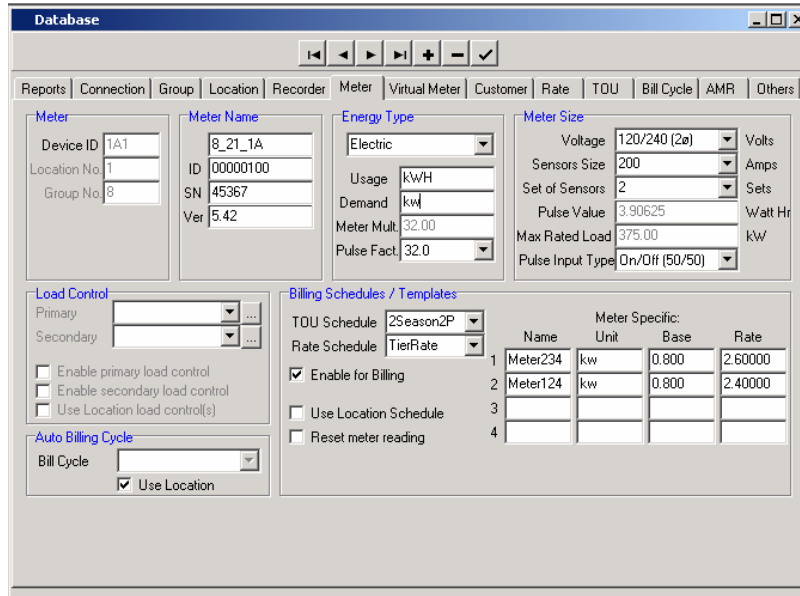 Database
Reports Connection Group Location Recorder Meter Virtual Meter Customer Rate TOU Bill Cycle AMR Others
Meter
Device ID 1A1
Location No. 1
Group No. 8
Meter Name
8_21_1A
ID 00000100
SN 45367
Ver 5.42
Energy Type
Electric
Usage kWH
Demand kw
Meter Mult. 32.00
Pulse Fact. 32.0
Meter Size
Voltage 120/240 (2ø) Volts
Sensors Size 200 Amps
Set of Sensors 2 Sets
Pulse Value 3.90625 Watt Hr
Max Rated Load 375.00 kW
Pulse Input Type On/Off (50/50)
Load Control
Primary ...
Secondary ...
Enable primary load control
Enable secondary load control
Use Location load control(s)
Auto Billing Cycle
Bill Cycle
Use Location
Billing Schedules / Templates
TOU Schedule 2Season2P
Rate Schedule TierRate
Enable for Billing
Use Location Schedule
Reset meter reading
Meter Specific:
Name Unit Base Rate
1 Meter234 kw 0.800 2.60000
2 Meter124 kw 0.800 2.40000
3
4